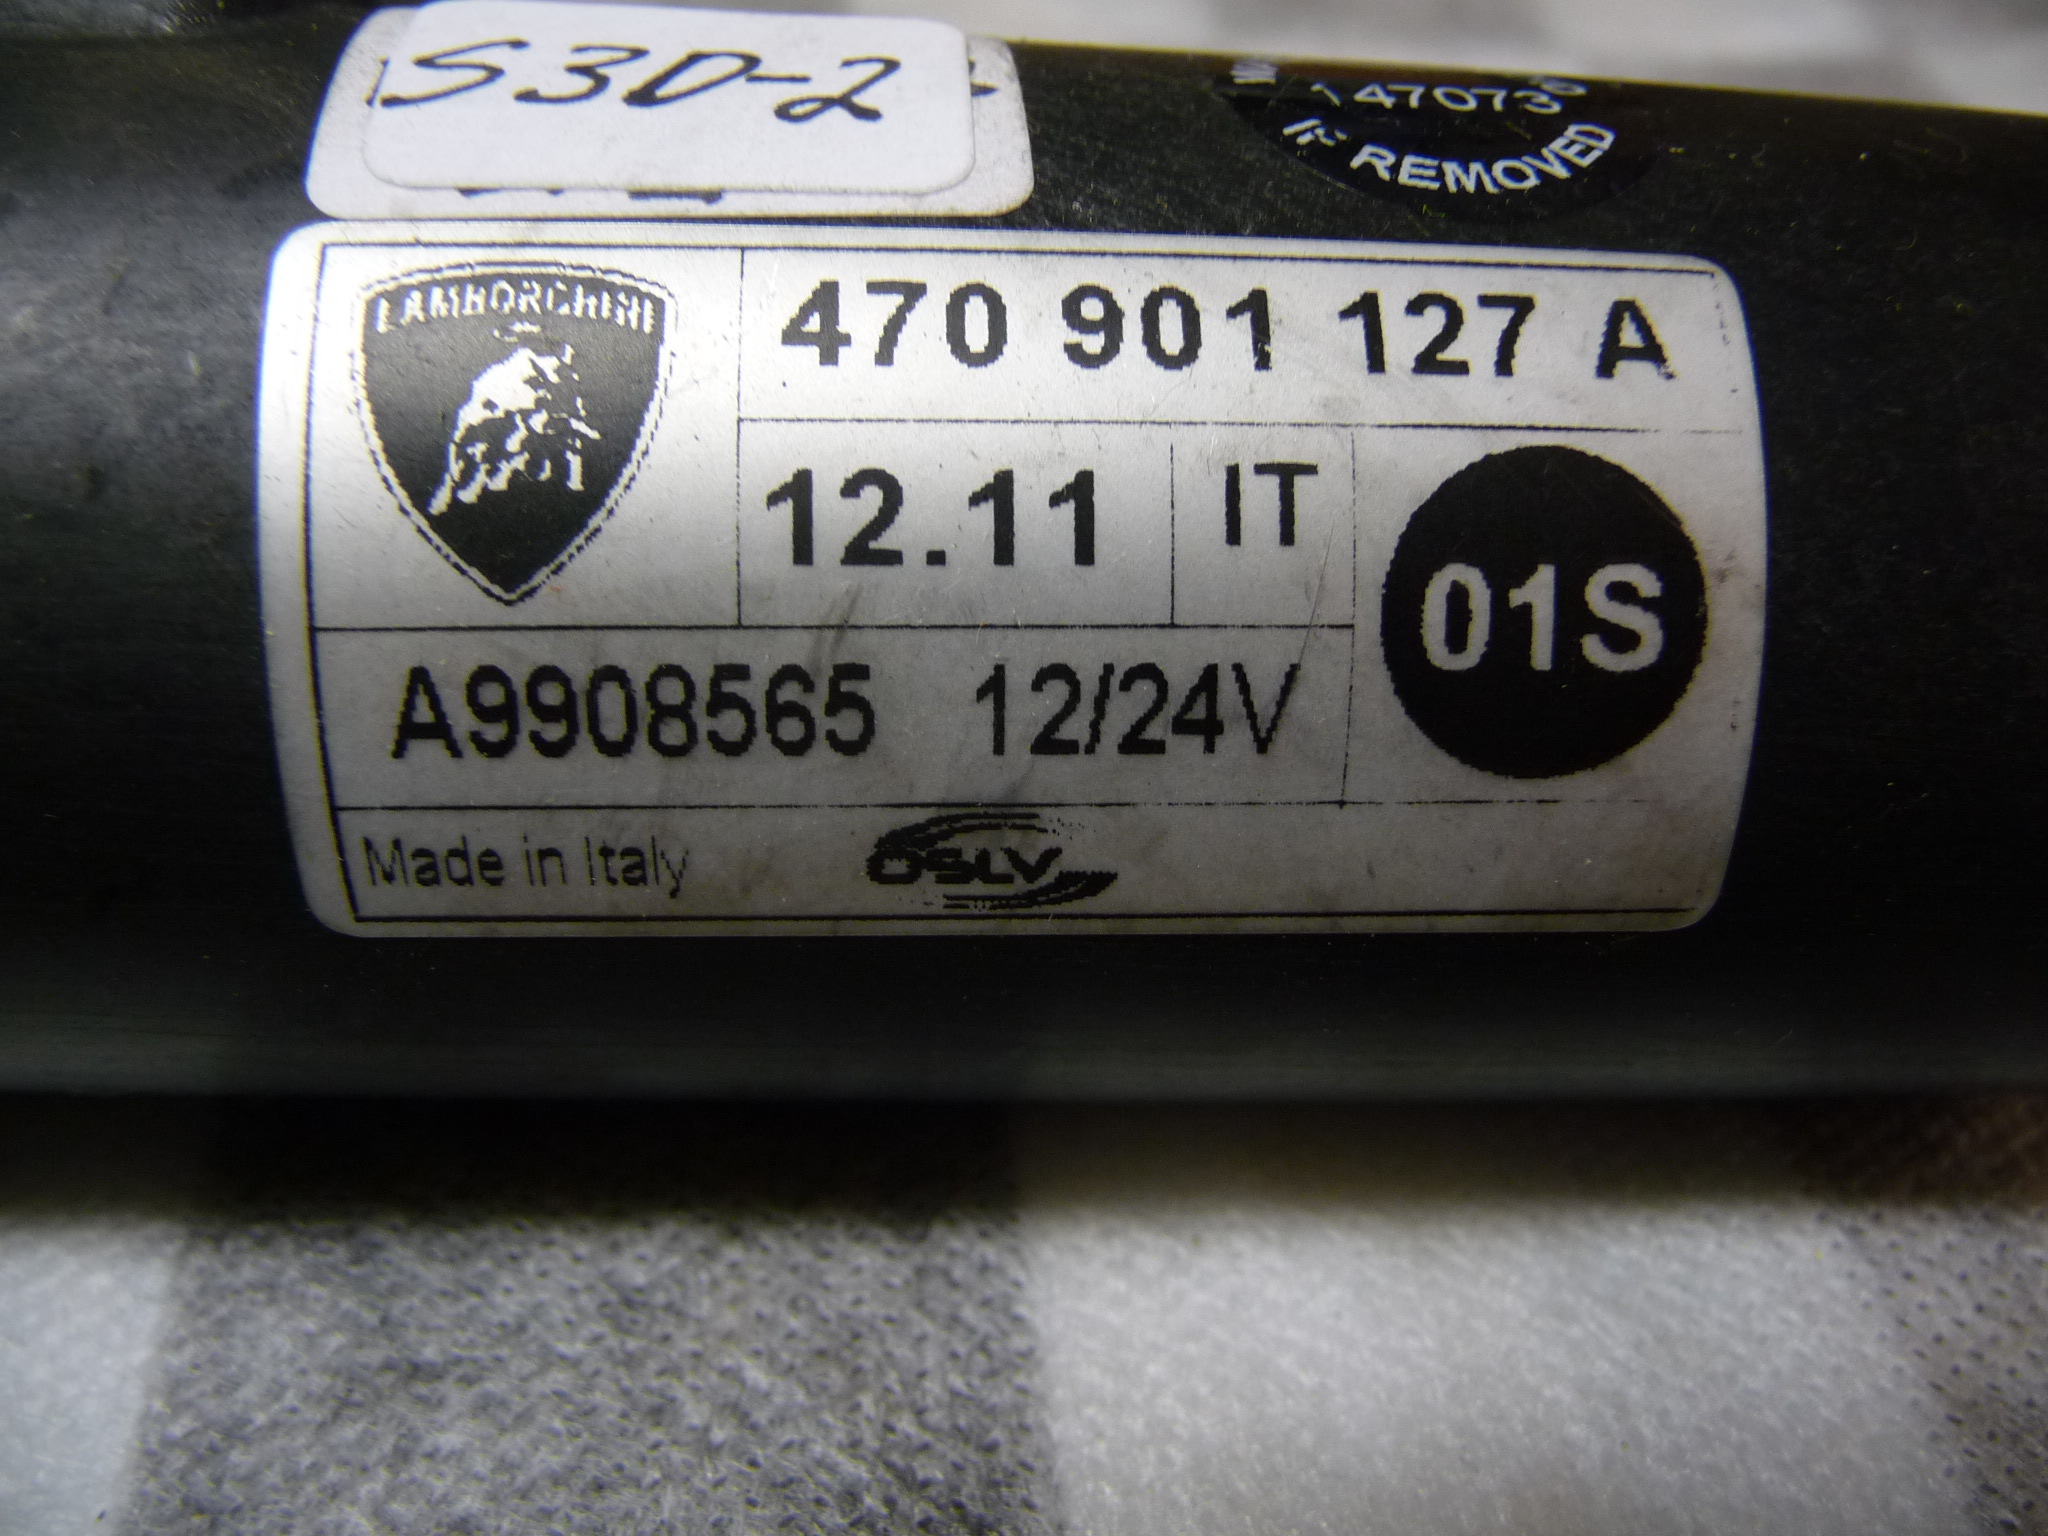 S3D-2
147073
IF REMOVED
LAMBORGHINI
470 901 127 A
12.11
IT
01S
A9908565 12/24V
Made in Italy
OSLV